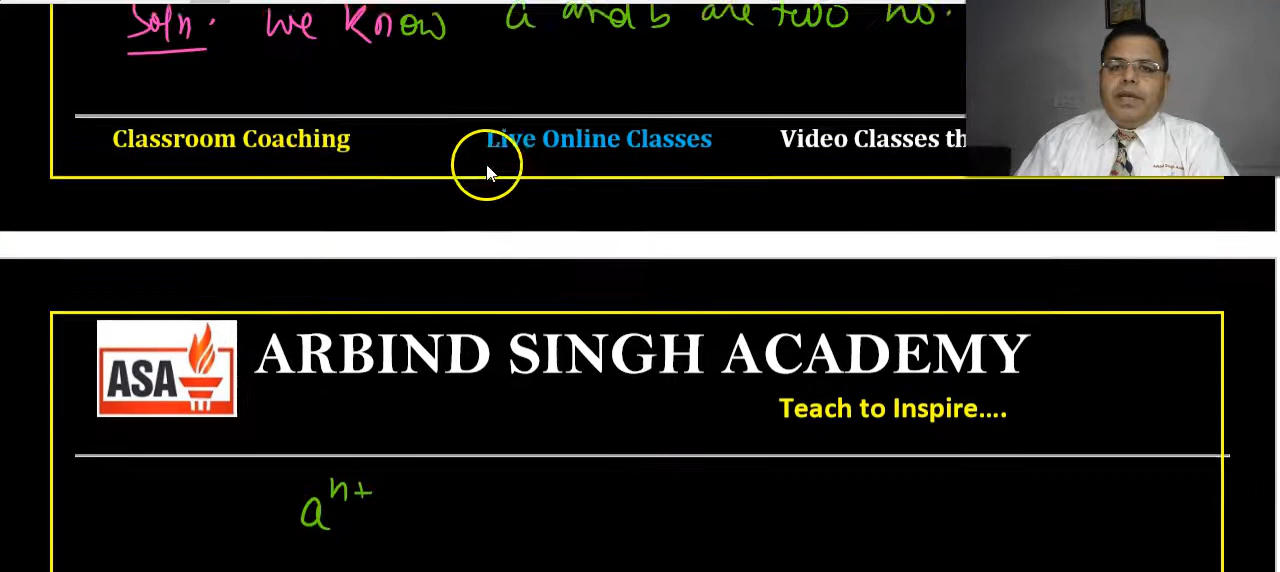 Soln. We know a and b are two no.
Classroom Coaching Live Online Classes Video Classes th
ASA ARBIND SINGH ACADEMY
Teach to Inspire....
a^n+